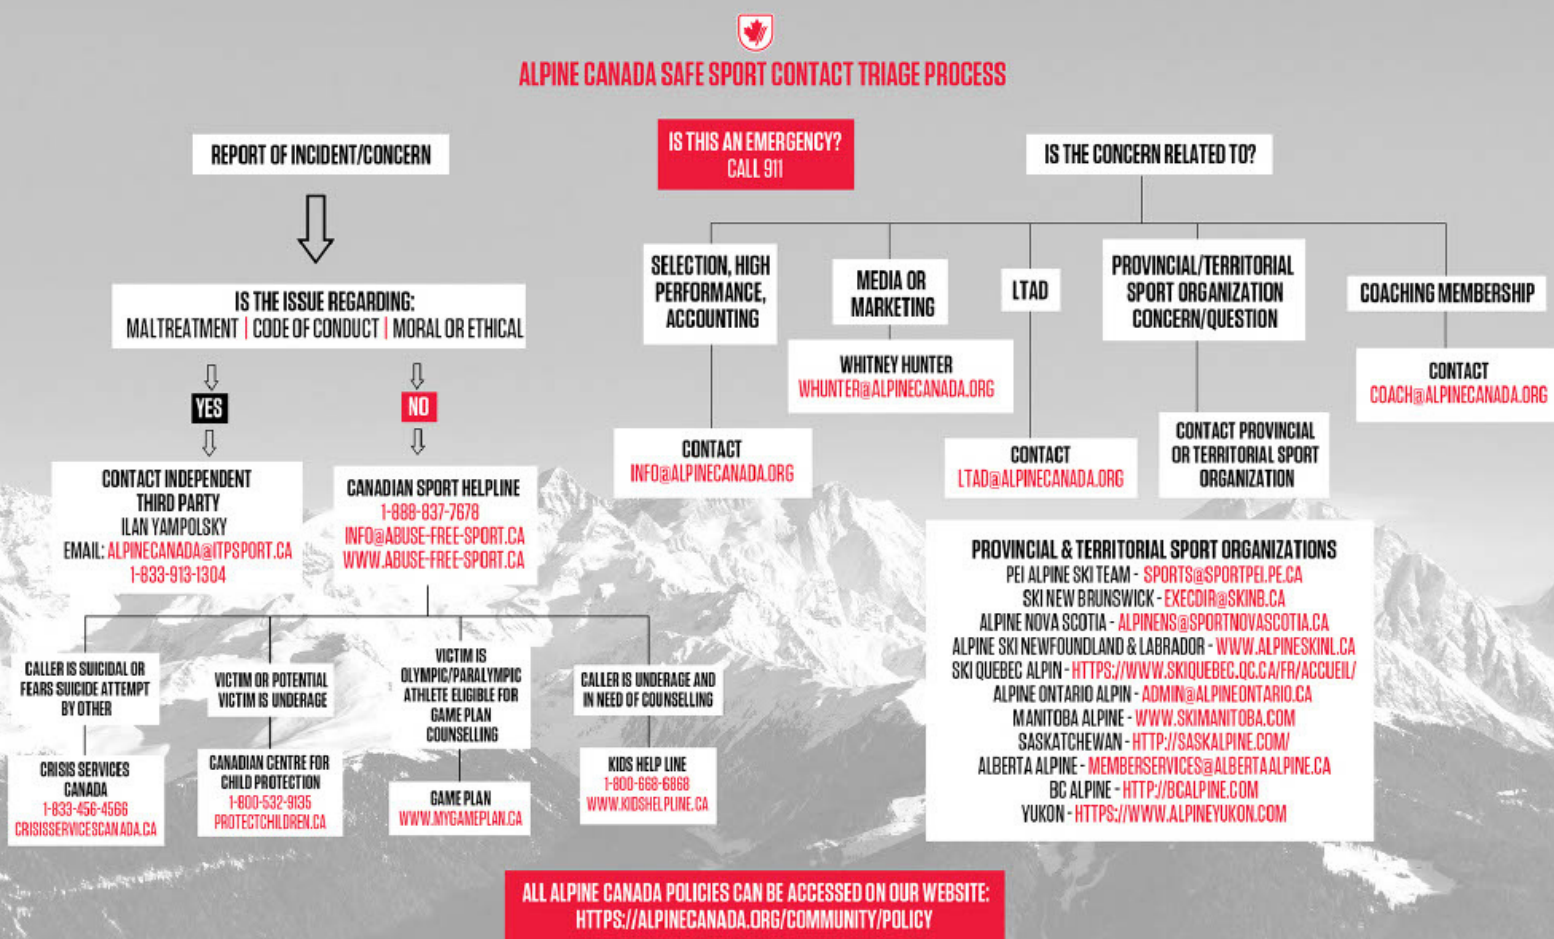 ALPINE CANADA SAFE SPORT CONTACT TRIAGE PROCESS
REPORT OF INCIDENT/CONCERN
IS THE ISSUE REGARDING:
MALTREATMENT | CODE OF CONDUCT | MORAL OR ETHICAL
YES
NO
CONTACT INDEPENDENT
THIRD PARTY
ILAN YAMPOLSKY
EMAIL: ALPINECANADA@ITPSPORT.CA
1-833-913-1304
CANADIAN SPORT HELPLINE
1-888-837-7678
INFO@ABUSE-FREE-SPORT.CA
WWW.ABUSE-FREE-SPORT.CA
CALLER IS SUICIDAL OR
FEARS SUICIDE ATTEMPT
BY OTHER
CRISIS SERVICES
CANADA
1-833-456-4566
CRISISSERVICESCANADA.CA
VICTIM OR POTENTIAL
VICTIM IS UNDERAGE
CANADIAN CENTRE FOR
CHILD PROTECTION
1-800-532-9135
PROTECTCHILDREN.CA
VICTIM IS
OLYMPIC/PARALYMPIC
ATHLETE ELIGIBLE FOR
GAME PLAN
COUNSELLING
GAME PLAN
WWW.MYGAMEPLAN.CA
CALLER IS UNDERAGE AND
IN NEED OF COUNSELLING
KIDS HELP LINE
1-800-668-6868
WWW.KIDSHELPLINE.CA
IS THIS AN EMERGENCY?
CALL 911
IS THE CONCERN RELATED TO?
SELECTION, HIGH
PERFORMANCE,
ACCOUNTING
CONTACT
INFO@ALPINECANADA.ORG
MEDIA OR
MARKETING
WHITNEY HUNTER
WHUNTER@ALPINECANADA.ORG
LTAD
CONTACT
LTAD@ALPINECANADA.ORG
PROVINCIAL/TERRITORIAL
SPORT ORGANIZATION
CONCERN/QUESTION
CONTACT PROVINCIAL
OR TERRITORIAL SPORT
ORGANIZATION
COACHING MEMBERSHIP
CONTACT
COACH@ALPINECANADA.ORG
PROVINCIAL & TERRITORIAL SPORT ORGANIZATIONS
PEI ALPINE SKI TEAM - SPORTS@SPORTPEI.PE.CA
SKI NEW BRUNSWICK - EXECDIR@SKINB.CA
ALPINE NOVA SCOTIA - ALPINENS@SPORTNOVASCOTIA.CA
ALPINE SKI NEWFOUNDLAND & LABRADOR - WWW.ALPINESKINL.CA
SKI QUEBEC ALPIN - HTTPS://WWW.SKIQUEBEC.QC.CA/FR/ACCUEIL/
ALPINE ONTARIO ALPIN - ADMIN@ALPINEONTARIO.CA
MANITOBA ALPINE - WWW.SKIMANITOBA.COM
SASKATCHEWAN - HTTP://SASKALPINE.COM/
ALBERTA ALPINE - MEMBERSERVICES@ALBERTAALPINE.CA
BC ALPINE - HTTP://BCALPINE.COM
YUKON - HTTPS://WWW.ALPINEYUKON.COM
ALL ALPINE CANADA POLICIES CAN BE ACCESSED ON OUR WEBSITE:
HTTPS://ALPINECANADA.ORG/COMMUNITY/POLICY